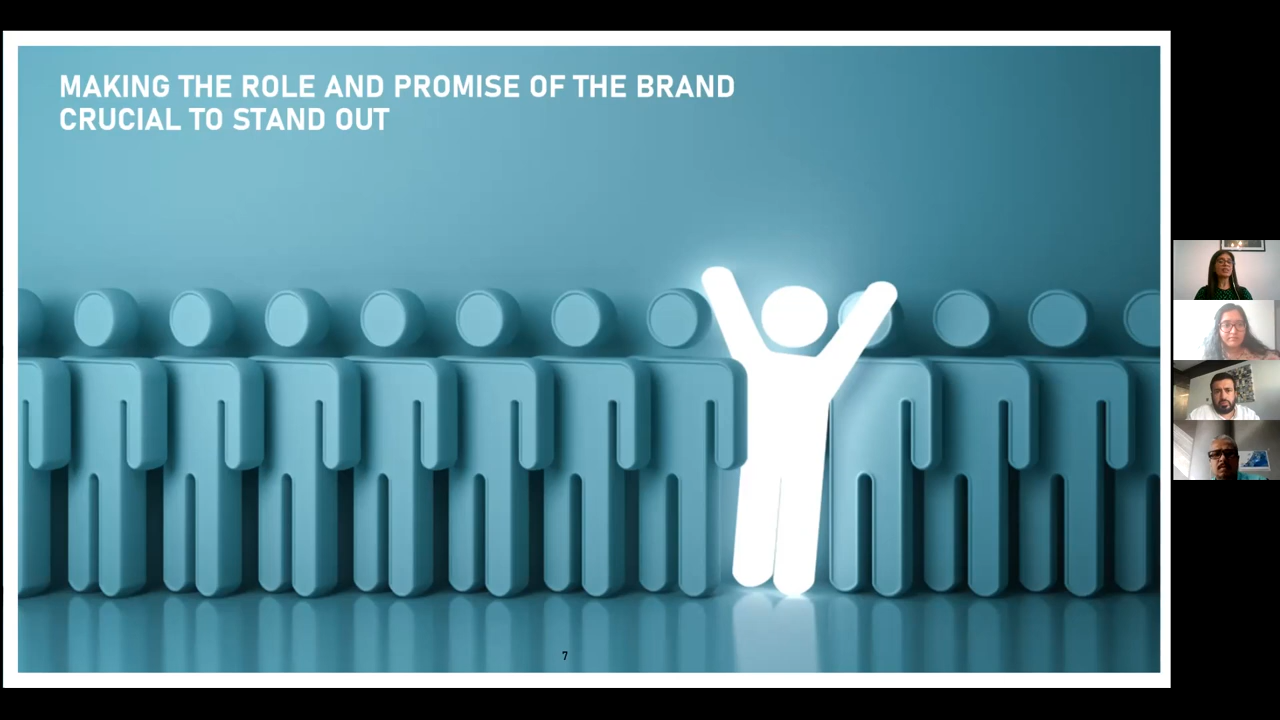 MAKING THE ROLE AND PROMISE OF THE BRAND
CRUCIAL TO STAND OUT
7